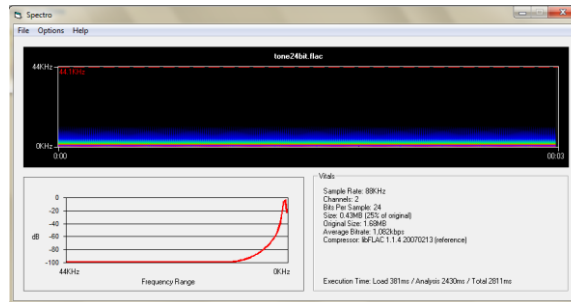 Spectro
File Options Help
tone24bit.flac
44KHz
44.1KHz
0KHz
0:00 00:03
Vitals
Sample Rate: 88KHz
Channels: 2
Bits Per Sample: 24
Size: 0.43MB (25% of original)
Original Size: 1.68MB
Average Bitrate: 1,082kbps
Compressor: libFLAC 1.1.4 20070213 (reference)
Execution Time: Load 381ms / Analysis 2430ms / Total 2811ms
0
-20
-40
dB -60
-80
-100
44KHz 0KHz
Frequency Range